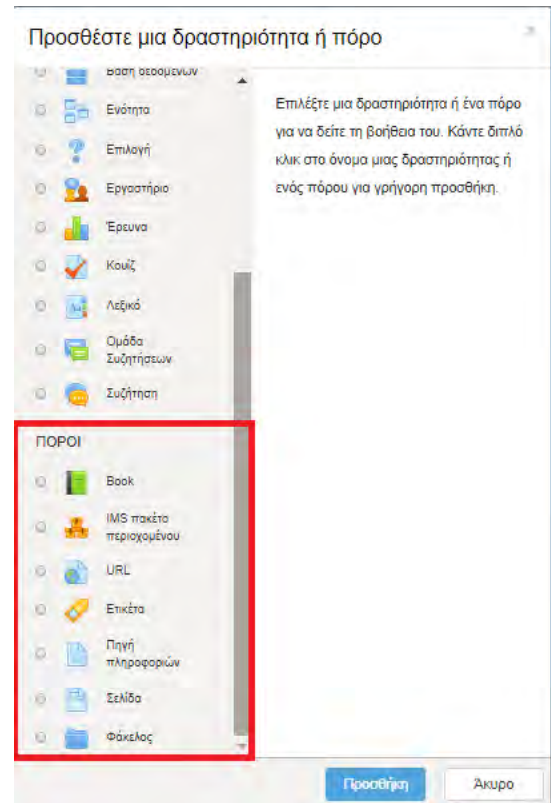 Προσθέστε μια δραστηριότητα ή πόρο
×
Βάση δεδομένων
Ενότητα
Επιλογή
Εργαστήριο
Έρευνα
Κουίζ
Λεξικό
Ομάδα
Συζητήσεων
Συζήτηση
ΠΟΡΟΙ
Book
IMS πακέτο
περιοχομένου
URL
Ετικέτα
Πηγή
πληροφοριών
Σελίδα
Φάκελος
Επιλέξτε μια δραστηριότητα ή ένα πόρο
για να δείτε τη βοήθεια του. Κάντε διπλό
κλικ στο όνομα μιας δραστηριότητας ή
ενός πόρου για γρήγορη προσθήκη.
Προσθήκη
Άκυρο